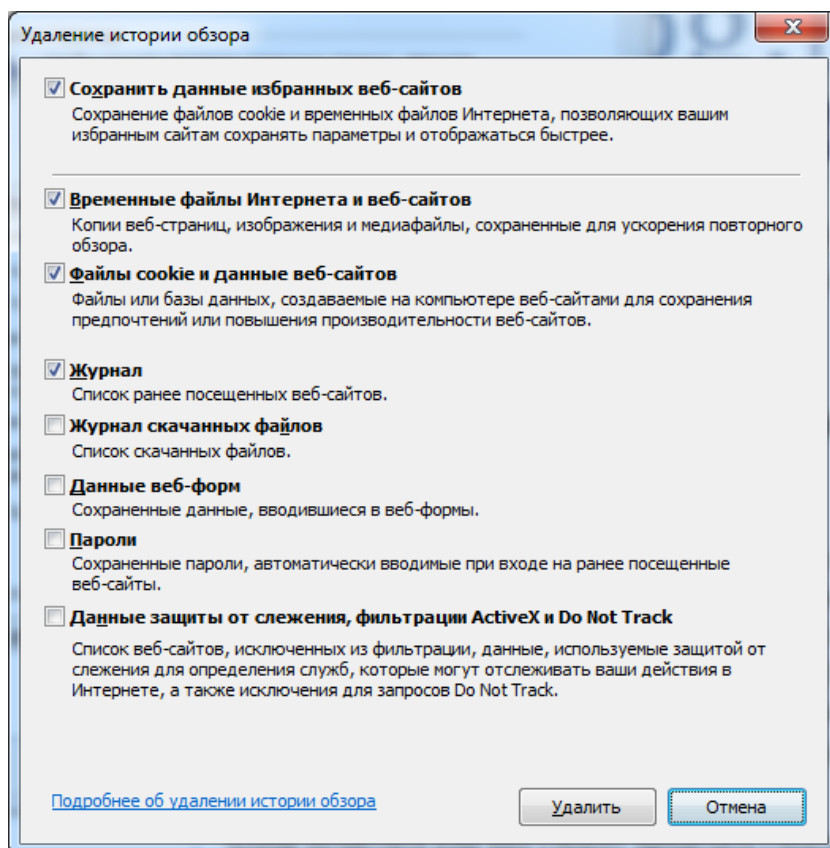 Удаление истории обзора
Сохранить данные избранных веб-сайтов
Сохранение файлов cookie и временных файлов Интернета, позволяющих вашим
избранным сайтам сохранять параметры и отображаться быстрее.
Временные файлы Интернета и веб-сайтов
Копии веб-страниц, изображения и медиафайлы, сохраненные для ускорения повторного
обзора.
Файлы cookie и данные веб-сайтов
Файлы или базы данных, создаваемые на компьютере веб-сайтами для сохранения
предпочтений или повышения производительности веб-сайтов.
Журнал
Список ранее посещенных веб-сайтов.
Журнал скачанных файлов
Список скачанных файлов.
Данные веб-форм
Сохраненные данные, вводившиеся в веб-формы.
Пароли
Сохраненные пароли, автоматически вводимые при входе на ранее посещенные
веб-сайты.
Данные защиты от слежения, фильтрации ActiveX и Do Not Track
Список веб-сайтов, исключенных из фильтрации, данные, используемые защитой от
слежения для определения служб, которые могут отслеживать ваши действия в
Интернете, а также исключения для запросов Do Not Track.
Подробнее об удалении истории обзора
Удалить
Отмена